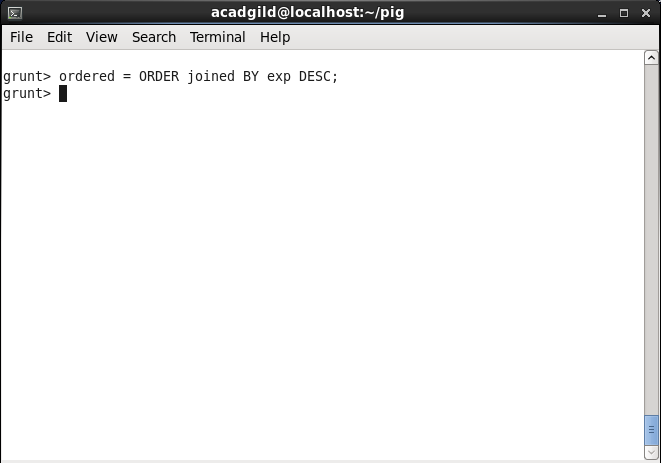 acadgild@localhost:~/pig
File Edit View Search Terminal Help
grunt> ordered = ORDER joined BY exp DESC;
grunt>